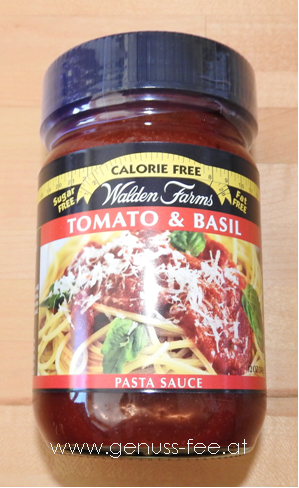 CALORIE FREE
Sugar FREE
Walden Farms
Fat FREE
TOMATO & BASIL
PASTA SAUCE
www.genuss-fee.at